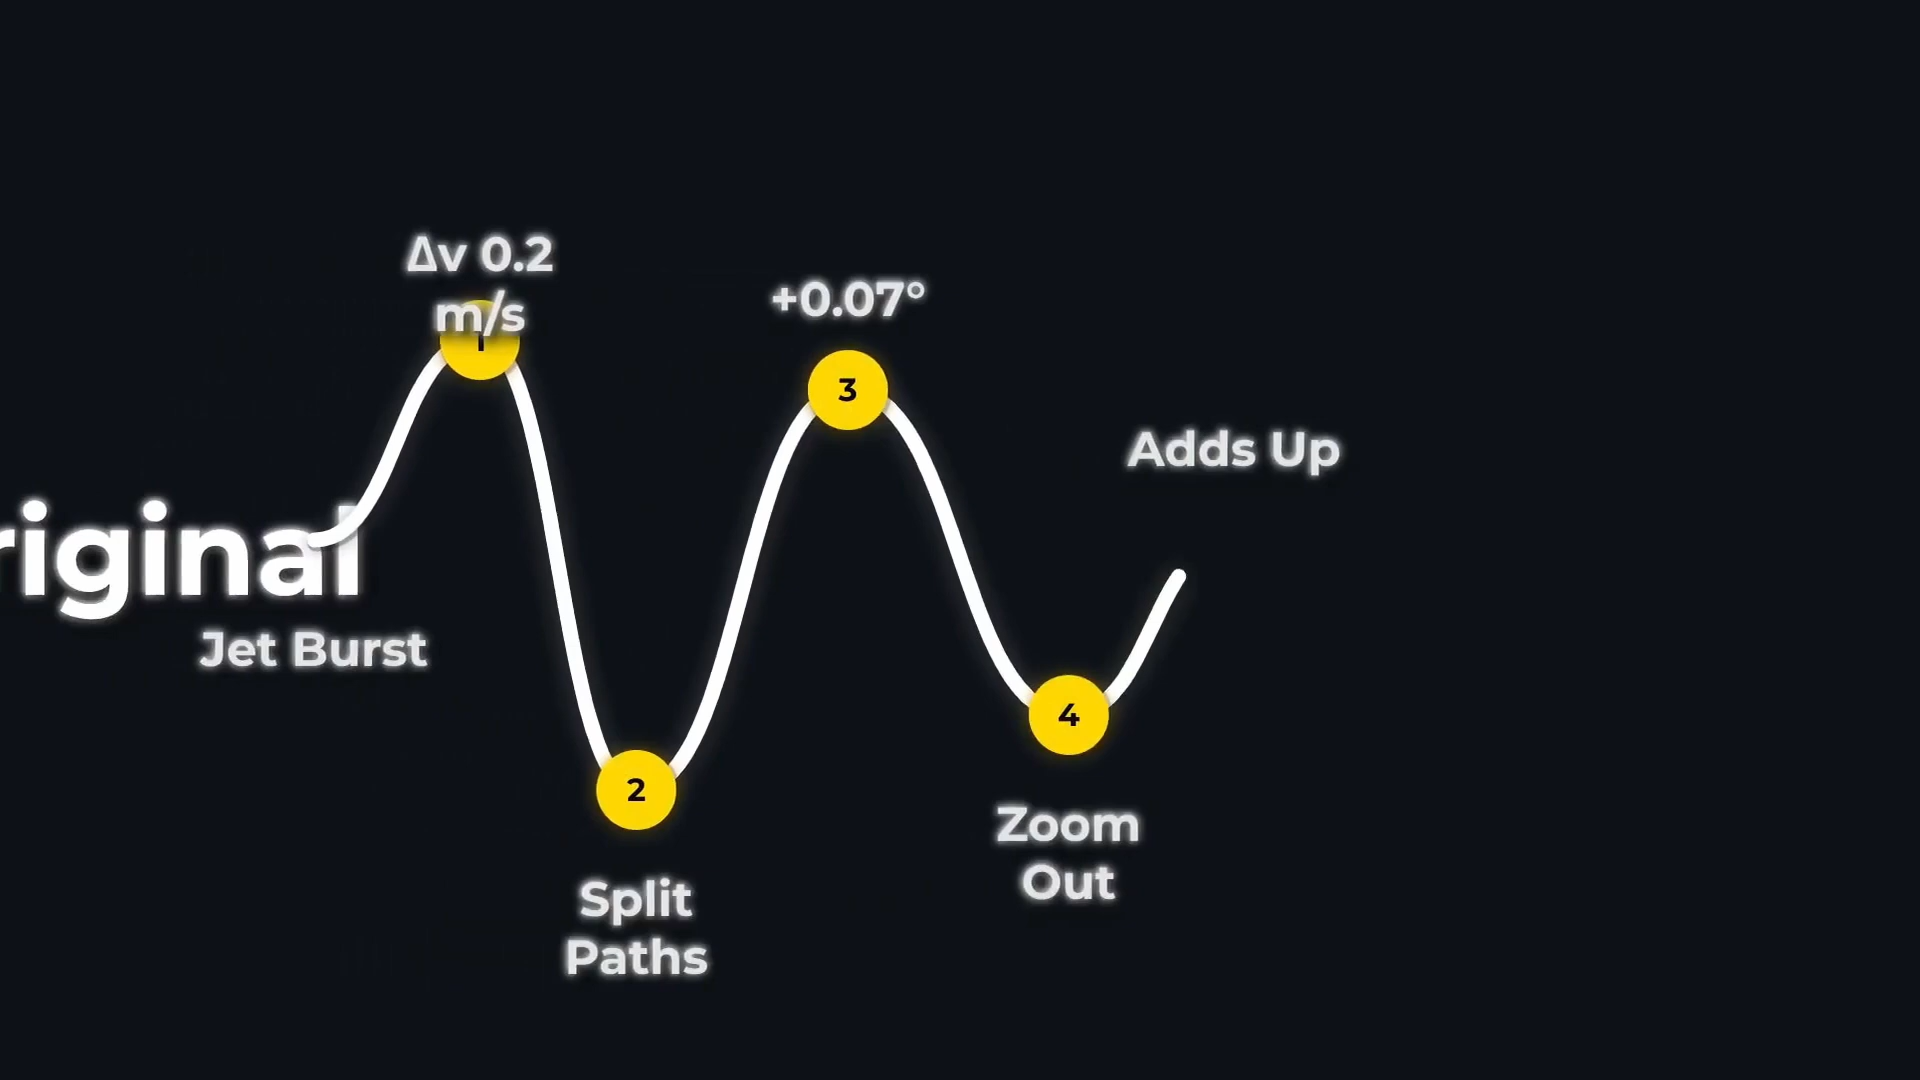 Δv 0.2
m/s
1
+0.07°
3
Adds Up
riginal
Jet Burst
4
2
Zoom
Out
Split
Paths